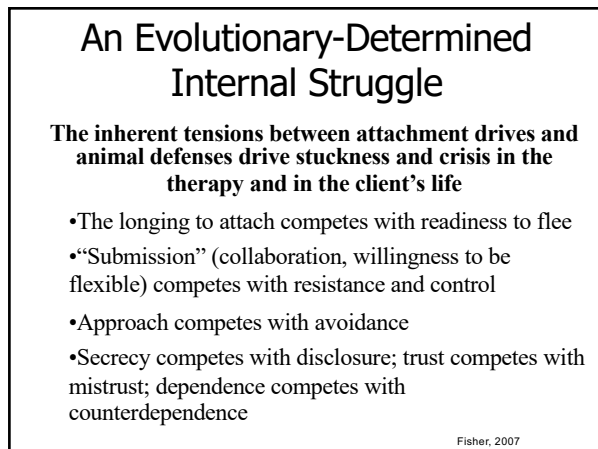 An Evolutionary-Determined
Internal Struggle
The inherent tensions between attachment drives and
animal defenses drive stuckness and crisis in the
therapy and in the client’s life
•The longing to attach competes with readiness to flee
•“Submission” (collaboration, willingness to be
flexible) competes with resistance and control
•Approach competes with avoidance
•Secrecy competes with disclosure; trust competes with
mistrust; dependence competes with
counterdependence
Fisher, 2007